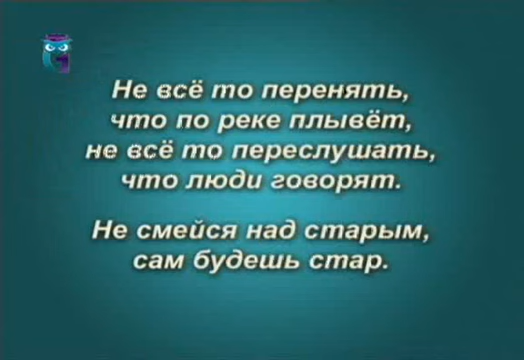 Не всё то перенять,
что по реке плывёт,
не всё то переслушать,
что люди говорят.
Не смейся над старым,
сам будешь стар.